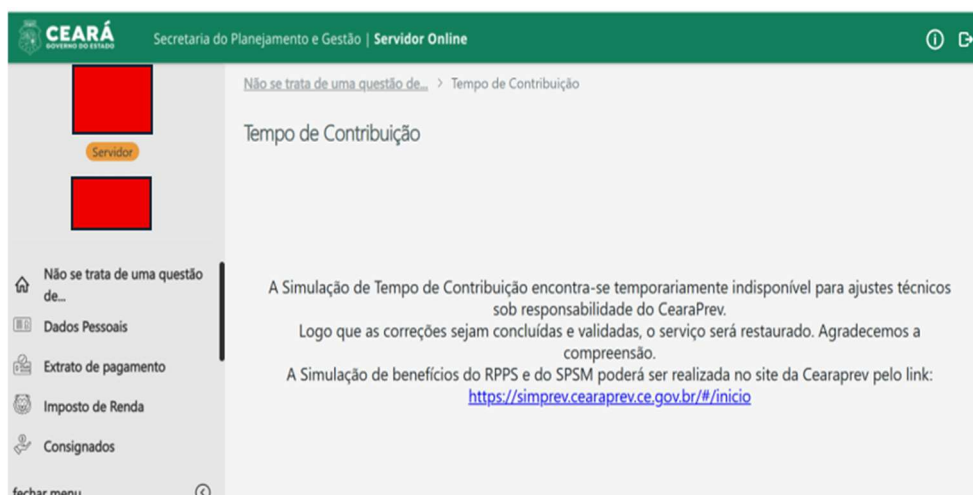 CEARÁ
GOVERNO DO ESTADO
Secretaria do Planejamento e Gestão | Servidor Online
Servidor
Não se trata de uma questão de...
Dados Pessoais
Extrato de pagamento
Imposto de Renda
Consignados
fechar menu
Não se trata de uma questão de... > Tempo de Contribuição
Tempo de Contribuição
A Simulação de Tempo de Contribuição encontra-se temporariamente indisponível para ajustes técnicos
sob responsabilidade do CearaPrev.
Logo que as correções sejam concluídas e validadas, o serviço será restaurado. Agradecemos a
compreensão.
A Simulação de benefícios do RPPS e do SPSM poderá ser realizada no site da Cearaprev pelo link:
https://simprev.cearaprev.ce.gov.br/#/inicio